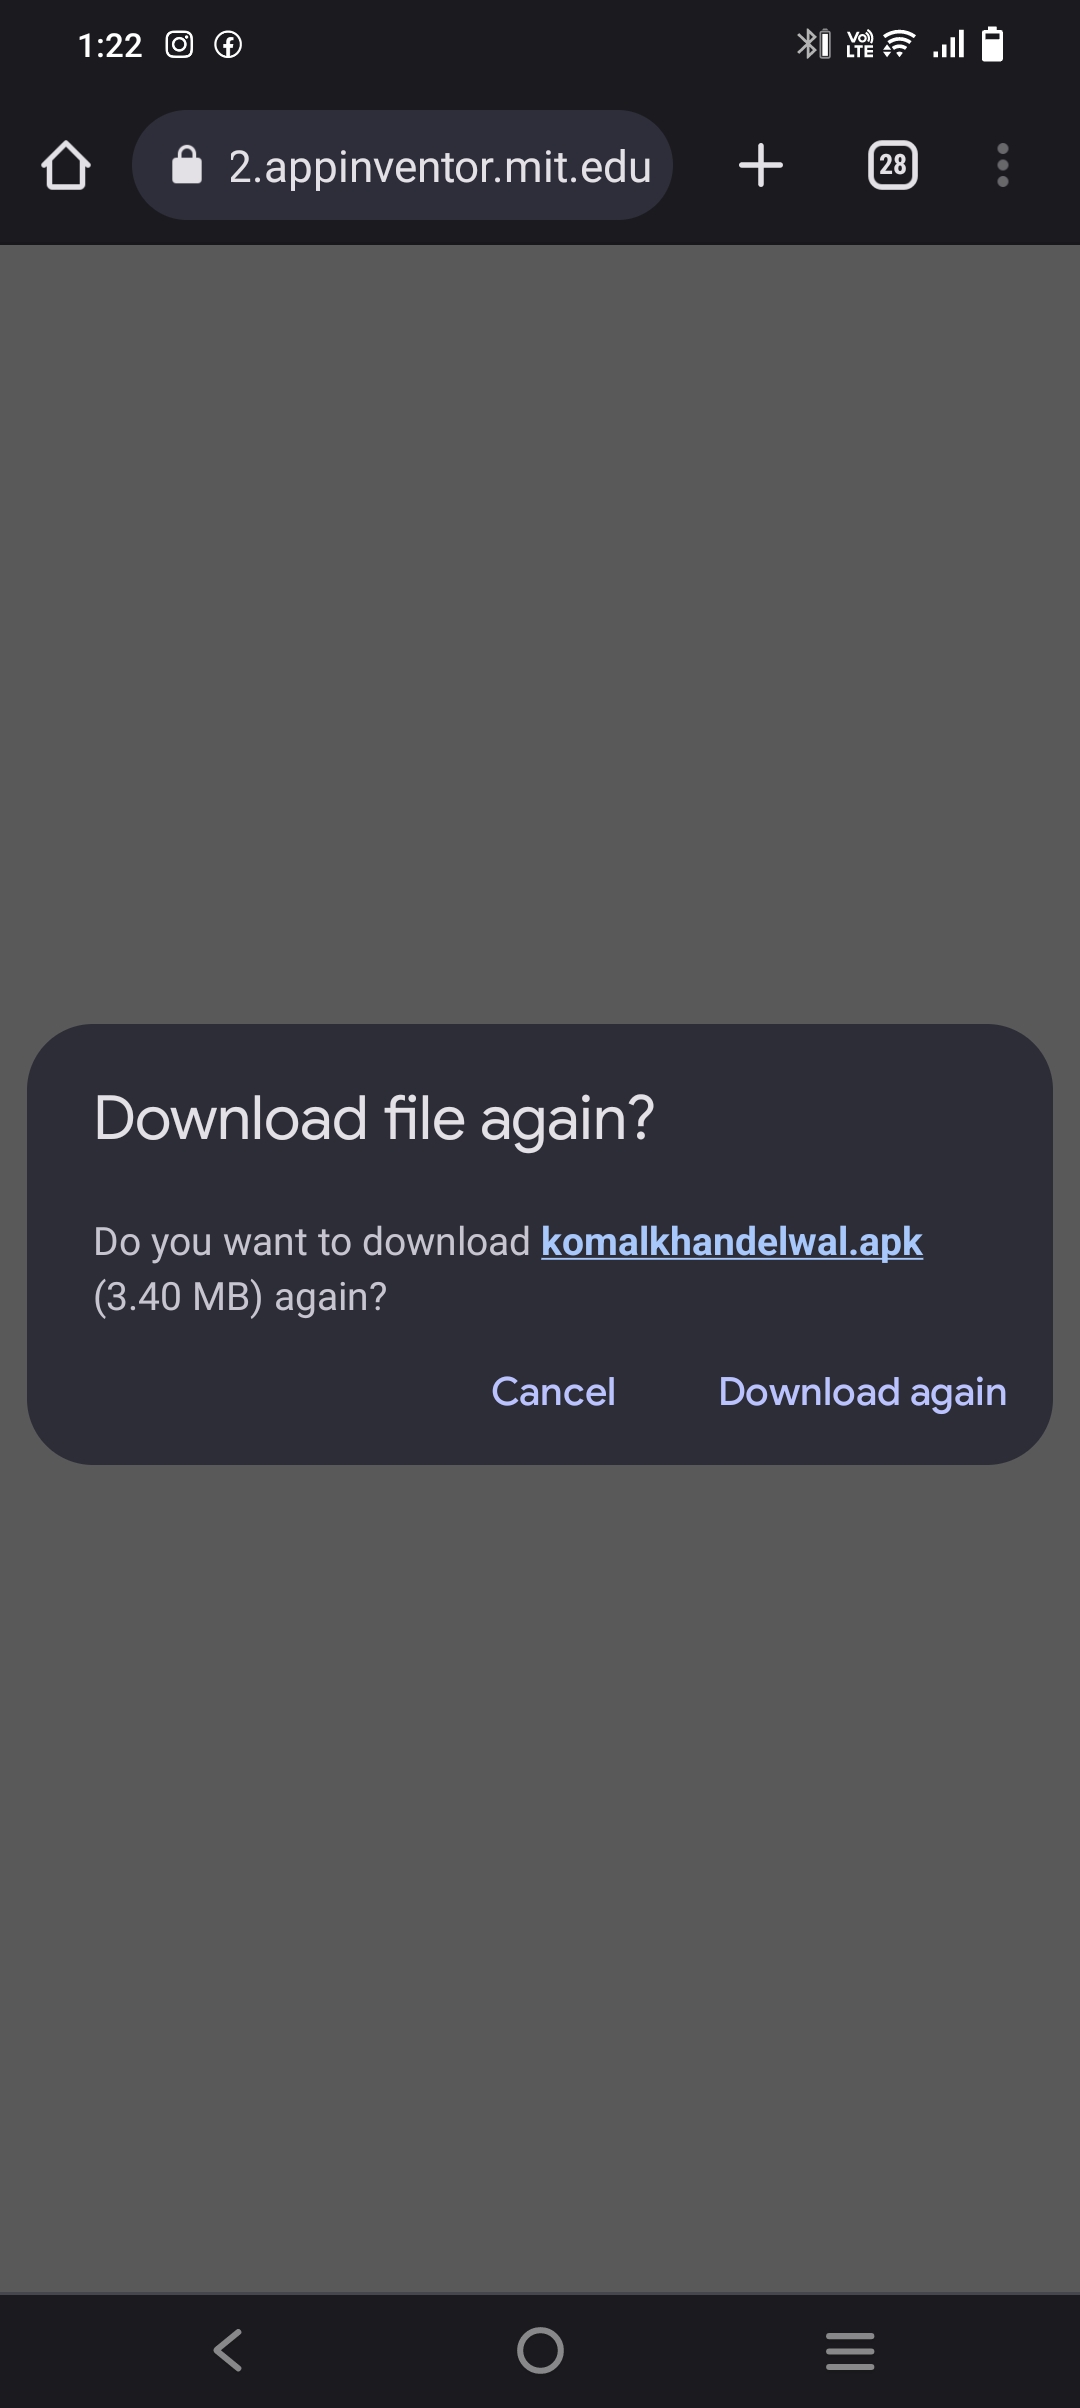 1:22
Vo)) LTE
2.appinventor.mit.edu
28
Download file again?
Do you want to download komalkhandelwal.apk
(3.40 MB) again?
Cancel Download again